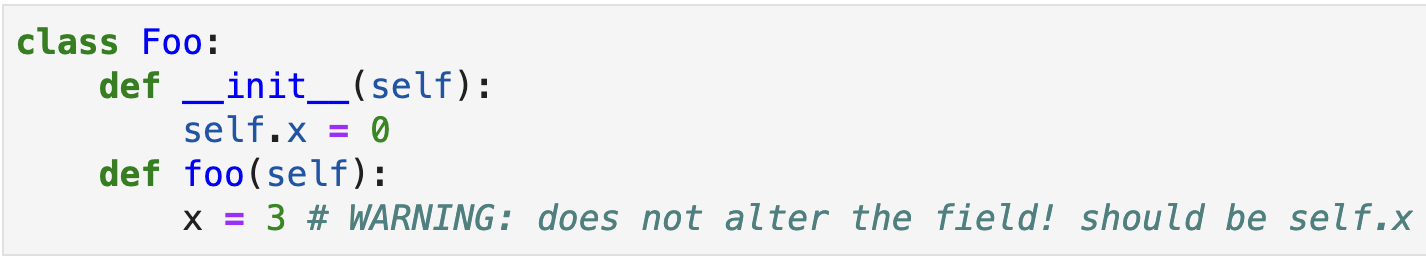 class Foo:
    def __init__(self):
        self.x = 0
    def foo(self):
        x = 3 # WARNING: does not alter the field! should be self.x